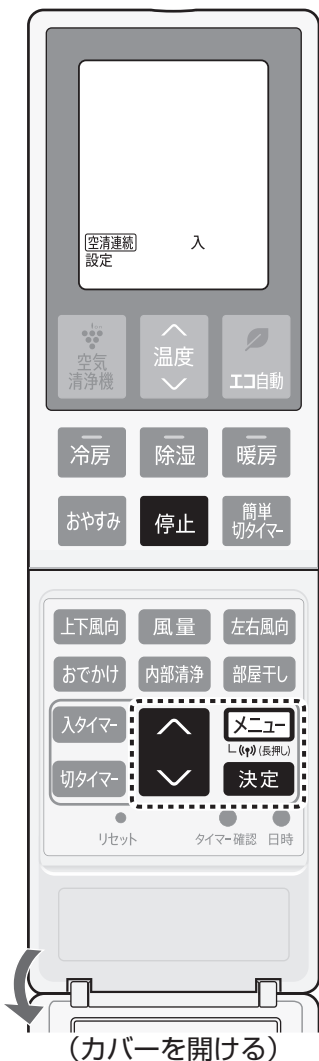 空清連続 入
設定
空気
清浄機
温度
エコ自動
冷房 除湿 暖房
おやすみ 停止 簡単
切タイマー
上下風向 風量 左右風向
おでかけ 内部清浄 部屋干し
入タイマー メニュー
(長押し)
切タイマー 決定
リセット タイマー確認 日時
(カバーを開ける)